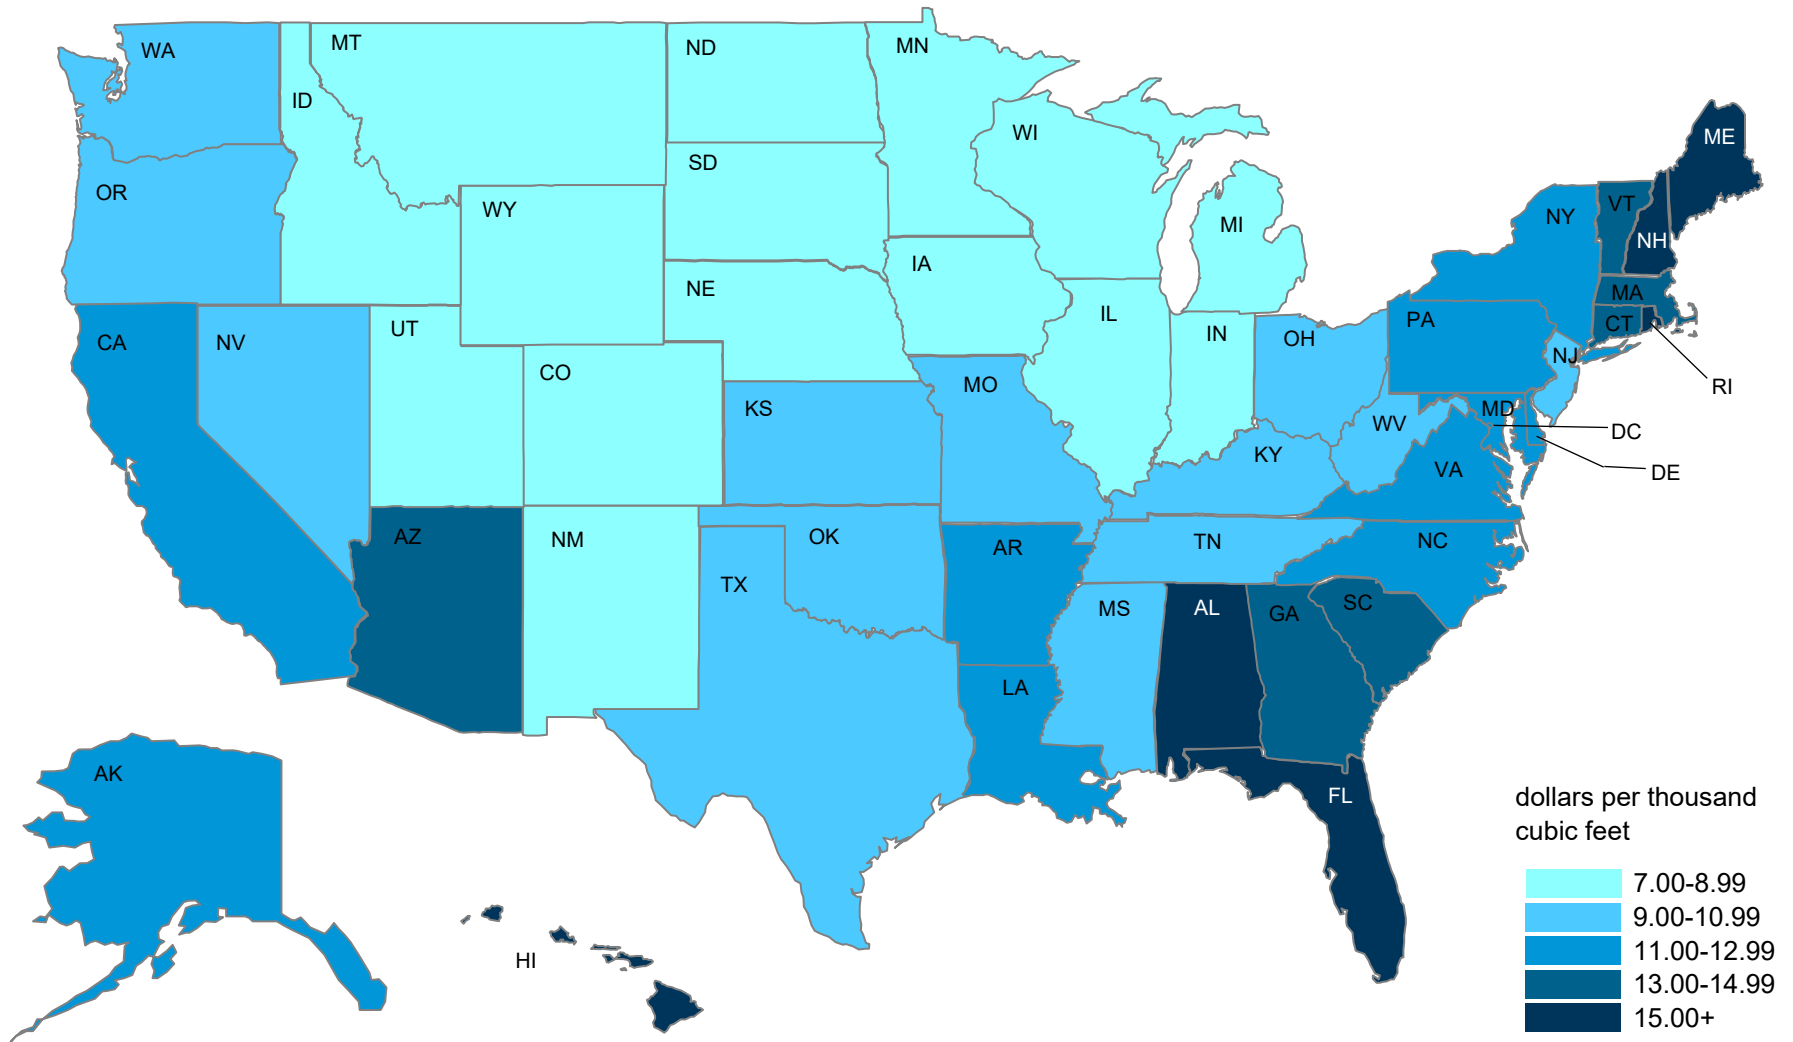 WA
MT
ND
MN
ID
WI
ME
SD
OR
WY
VT
NY
MI
NH
IA
NE
MA
IL
PA
CT
UT
IN
OH
CA
NV
NJ
CO
MO
RI
KS
MD
WV
DC
KY
VA
DE
AZ
NM
OK
AR
TN
NC
TX
MS
AL
GA
SC
LA
AK
FL
HI
dollars per thousand
cubic feet
7.00-8.99
9.00-10.99
11.00-12.99
13.00-14.99
15.00+